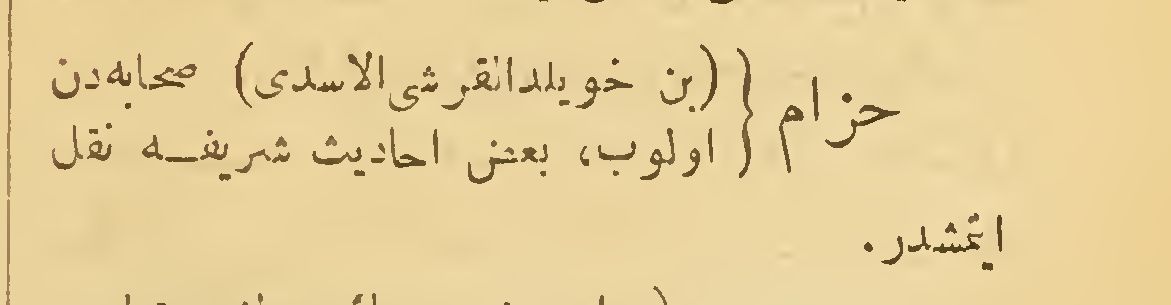 حزام } (بن خویلدالقرشی‌الاسدی) صحابه‌دن
اولوب، بعض احادیث شریفه نقل
ایتمشدر.